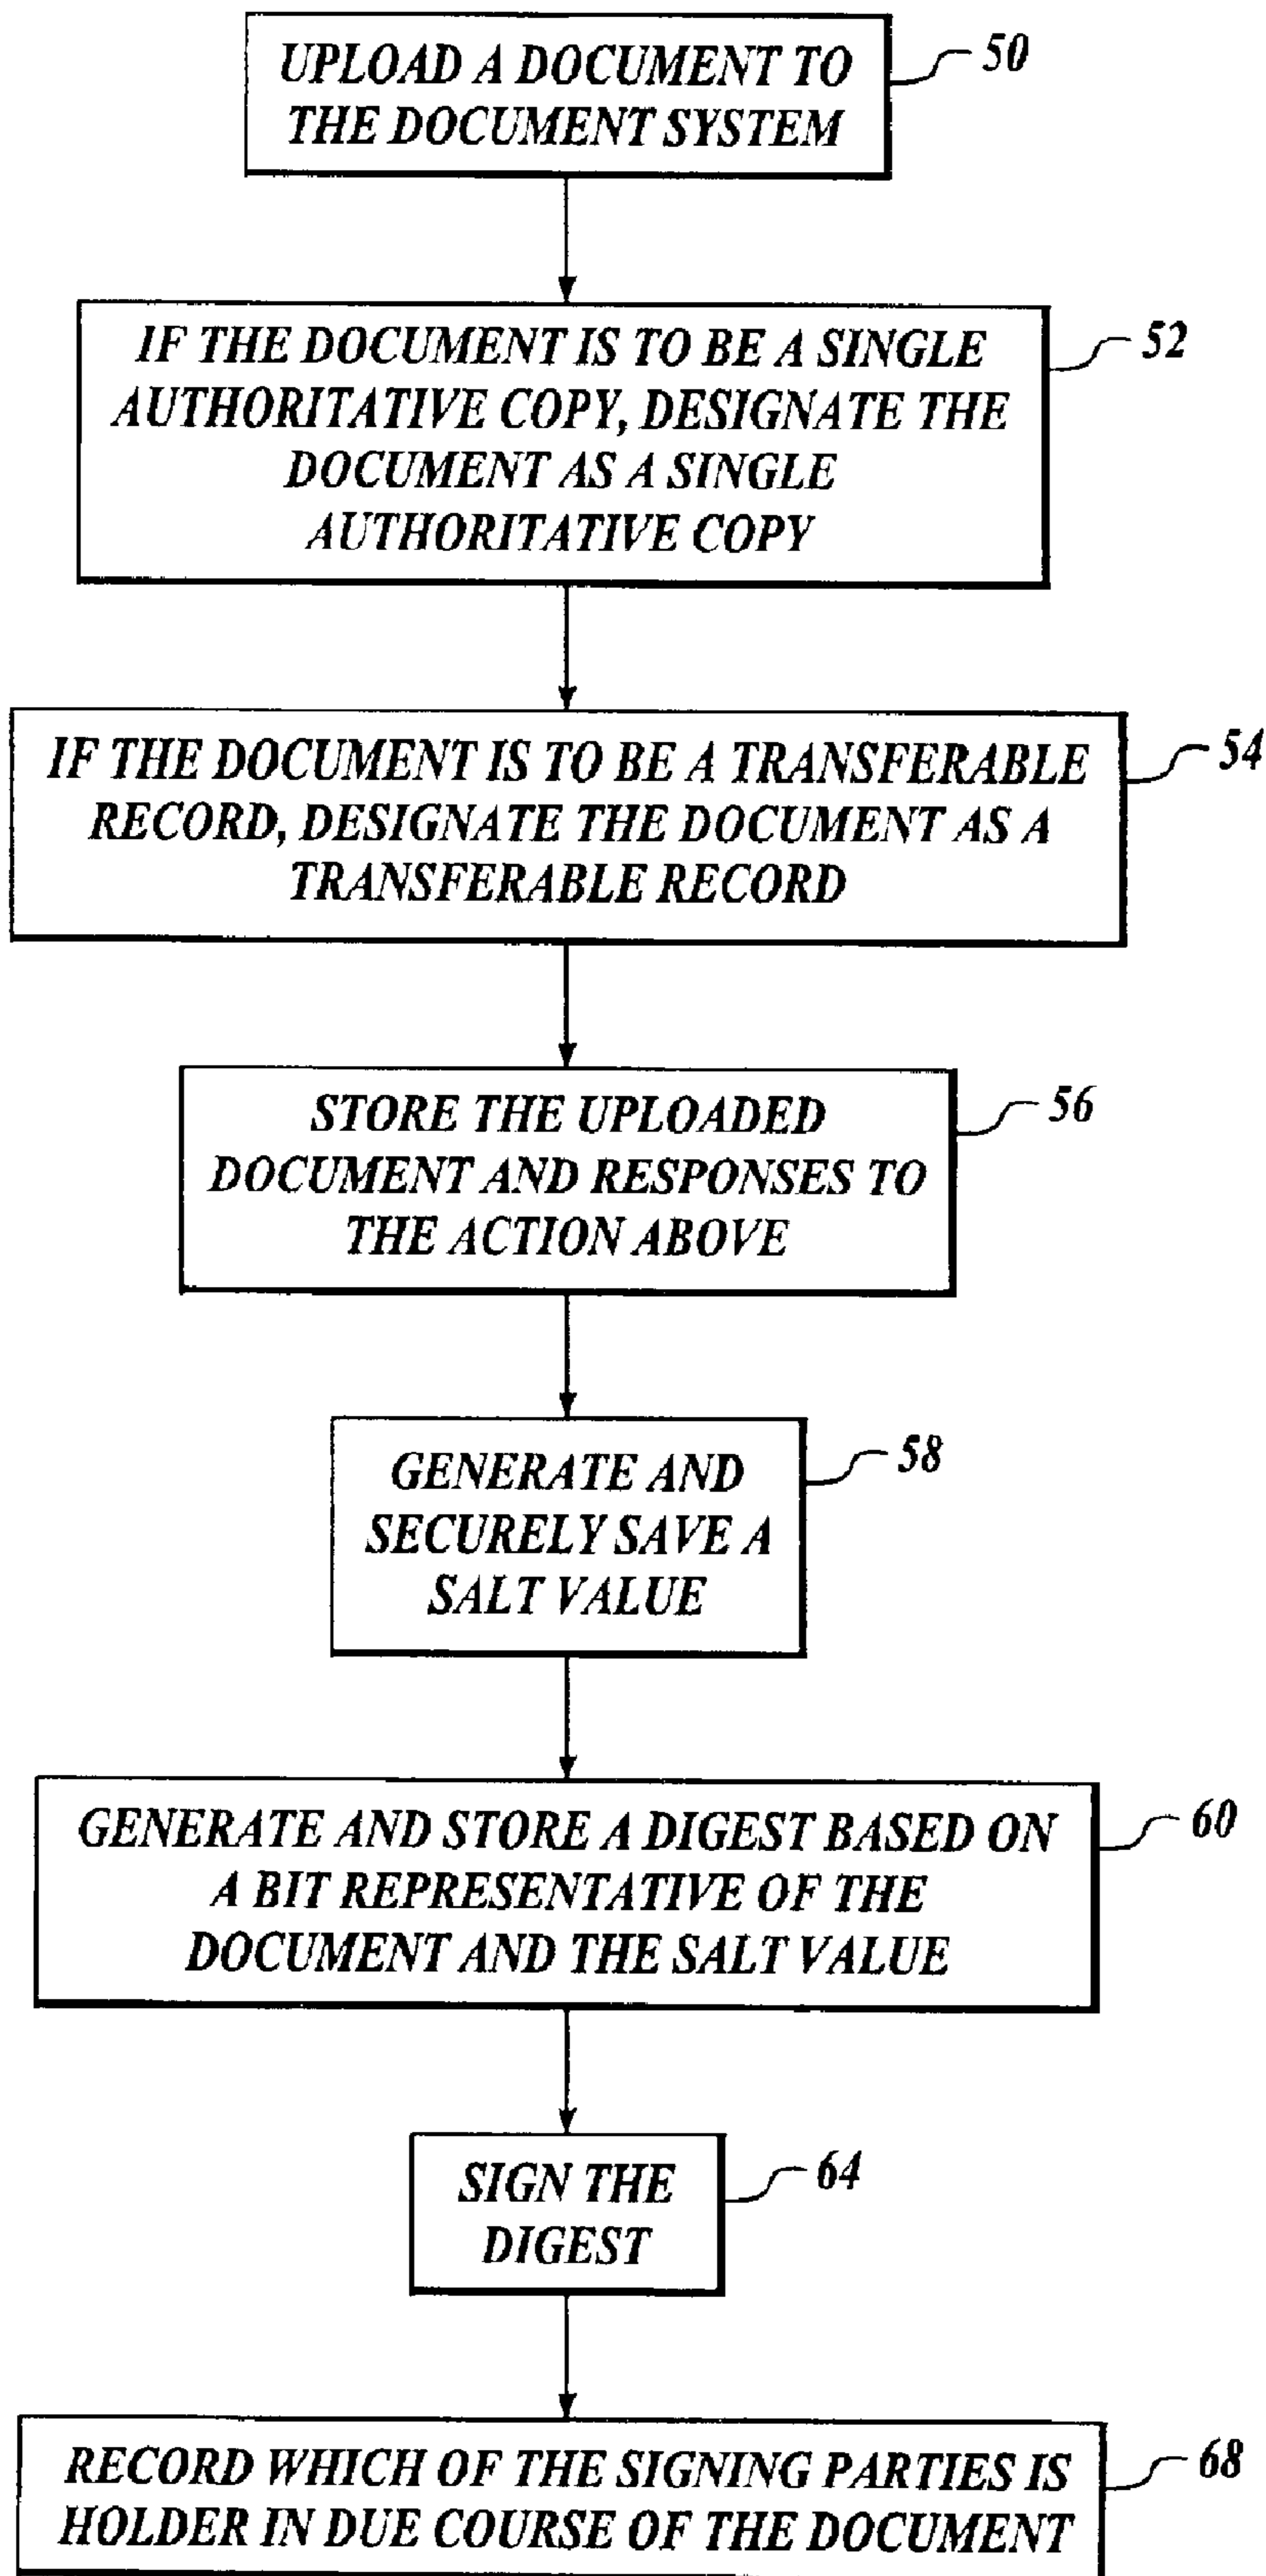 UPLOAD A DOCUMENT TO
THE DOCUMENT SYSTEM
50
IF THE DOCUMENT IS TO BE A SINGLE
AUTHORITATIVE COPY, DESIGNATE THE
DOCUMENT AS A SINGLE
AUTHORITATIVE COPY
52
IF THE DOCUMENT IS TO BE A TRANSFERABLE
RECORD, DESIGNATE THE DOCUMENT AS A
TRANSFERABLE RECORD
54
STORE THE UPLOADED
DOCUMENT AND RESPONSES TO
THE ACTION ABOVE
56
GENERATE AND
SECURELY SAVE A
SALT VALUE
58
GENERATE AND STORE A DIGEST BASED ON
A BIT REPRESENTATIVE OF THE
DOCUMENT AND THE SALT VALUE
60
SIGN THE
DIGEST
64
RECORD WHICH OF THE SIGNING PARTIES IS
HOLDER IN DUE COURSE OF THE DOCUMENT
68